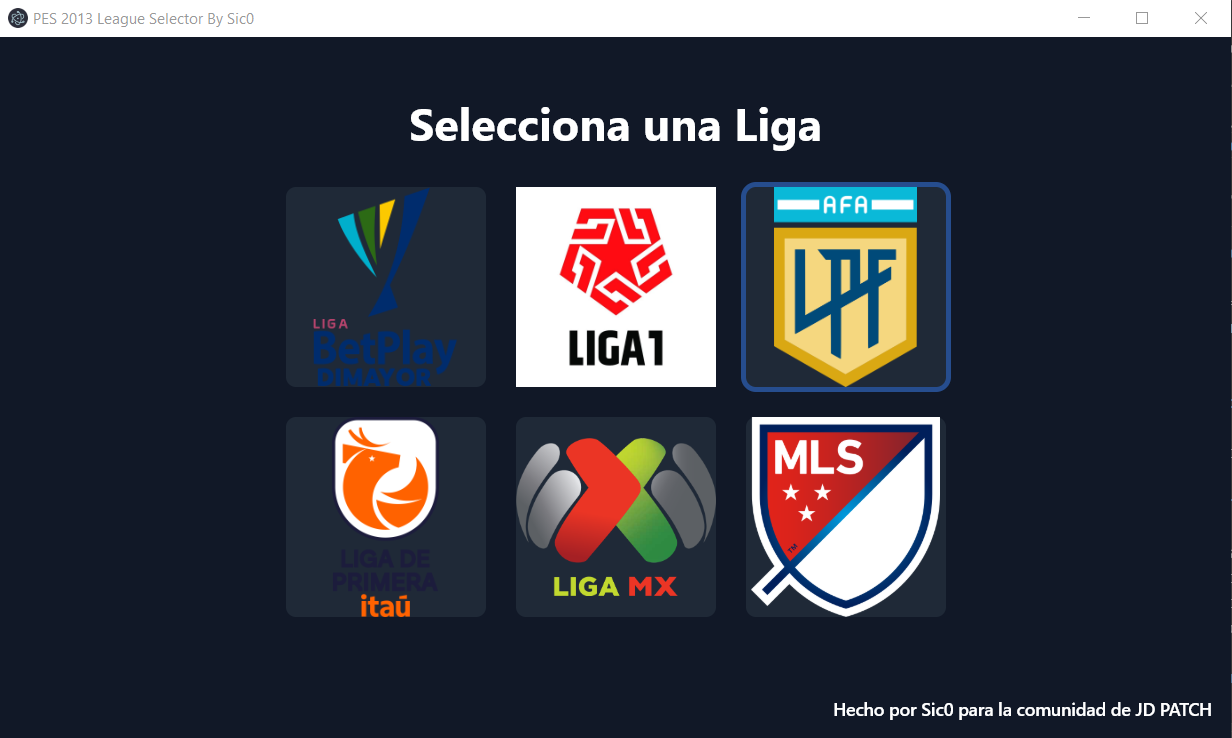 PES 2013 League Selector By Sic0
Selecciona una Liga
LIGA
BetPlay
DIMAYOR
LIGA1
AFA
LPF
LIGA DE
PRIMERA
itaú
LIGA MX
MLS
TM
Hecho por Sic0 para la comunidad de JD PATCH